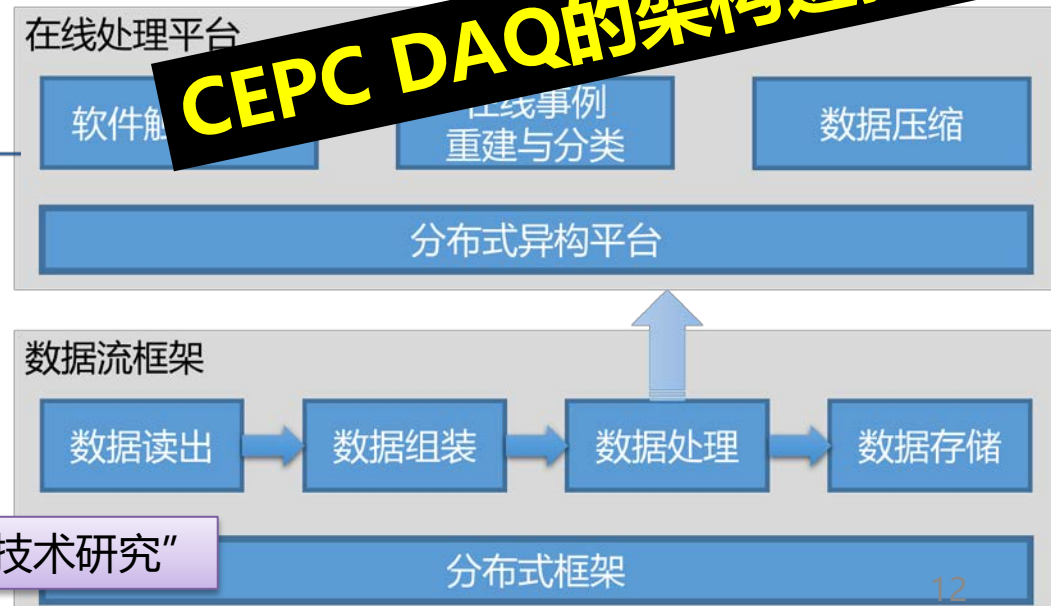 在线处理平台
CEPC DAQ的架构
软件
在线事例
重建与分类
数据压缩
分布式异构平台
数据流框架
数据读出
数据组装
数据处理
数据存储
技术研究”
分布式框架
12